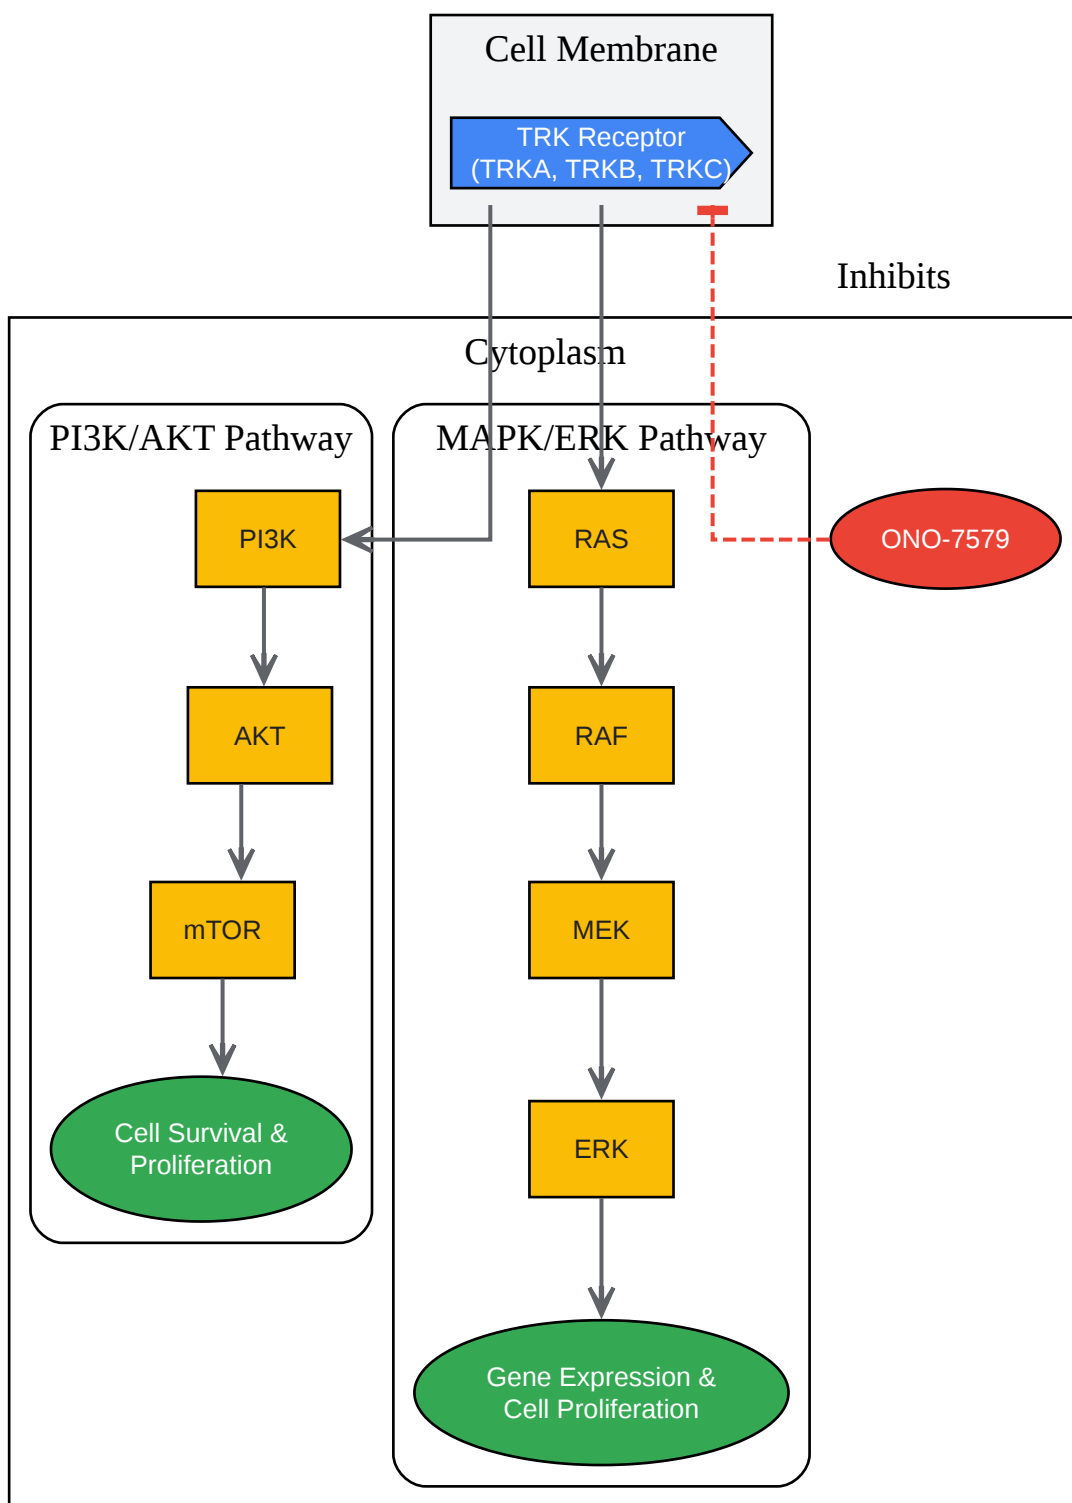 Cell Membrane
TRK Receptor
(TRKA, TRKB, TRKC)
Inhibits
Cytoplasm
PI3K/AKT Pathway
MAPK/ERK Pathway
PI3K
RAS
ONO-7579
AKT
RAF
mTOR
MEK
Cell Survival &
Proliferation
ERK
Gene Expression &
Cell Proliferation